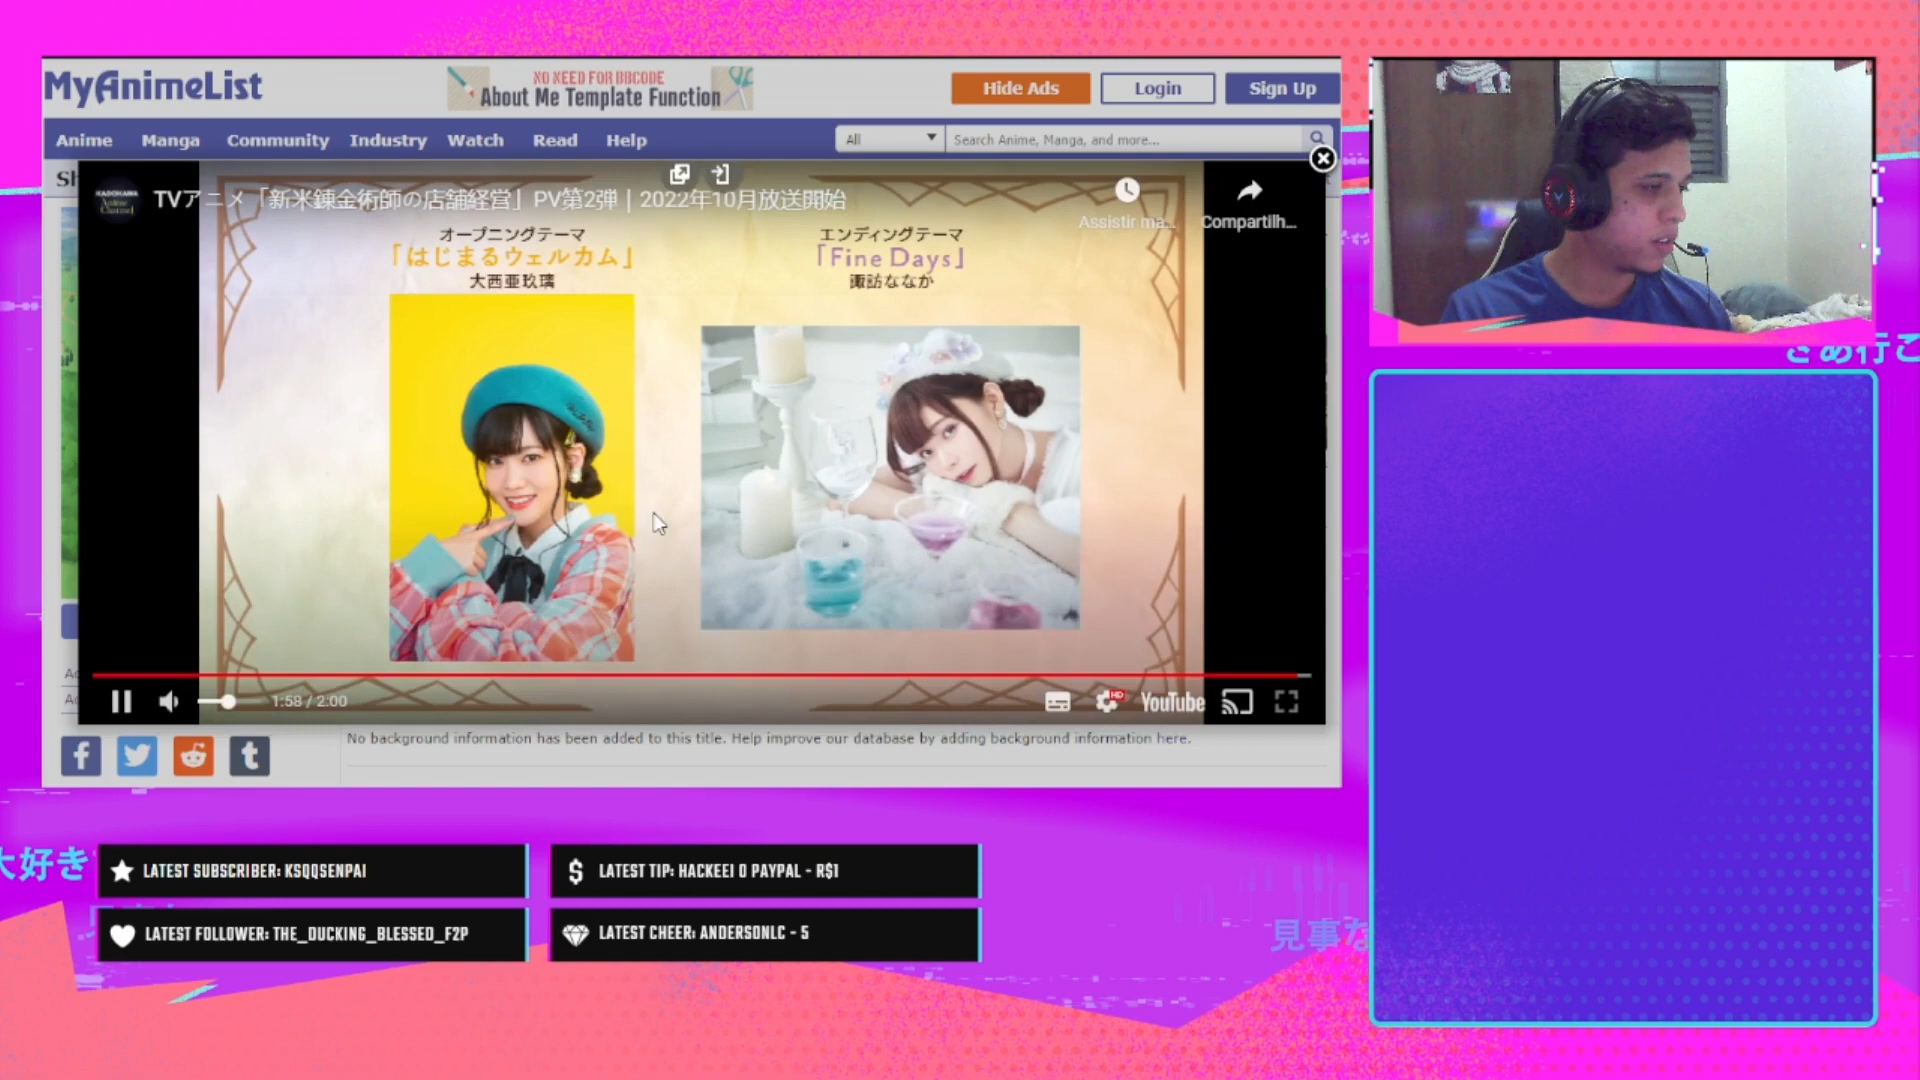 MyAnimeList
NO NEED FOR BBCODE
About Me Template Function
Hide Ads
Login
Sign Up
Anime
Manga
Community
Industry
Watch
Read
Help
All
Search Anime, Manga, and more...
Sh
KADOKAWA
Anime
Channel
TVアニメ「新米錬金術師の店舗経営」PV第2弾 | 2022年10月放送開始
Assistir ma...
Compartilh...
オープニングテーマ
「はじまるウェルカム」
大西亜玖璃
エンディングテーマ
「Fine Days」
諏訪ななか
1:58 / 2:00
HD
YouTube
No background information has been added to this title. Help improve our database by adding background information here.
大好き
LATEST SUBSCRIBER: KSQQSENPAI
LATEST TIP: HACKEEI O PAYPAL - R$1
LATEST FOLLOWER: THE_DUCKING_BLESSED_F2P
LATEST CHEER: ANDERSONLC - 5
見事な